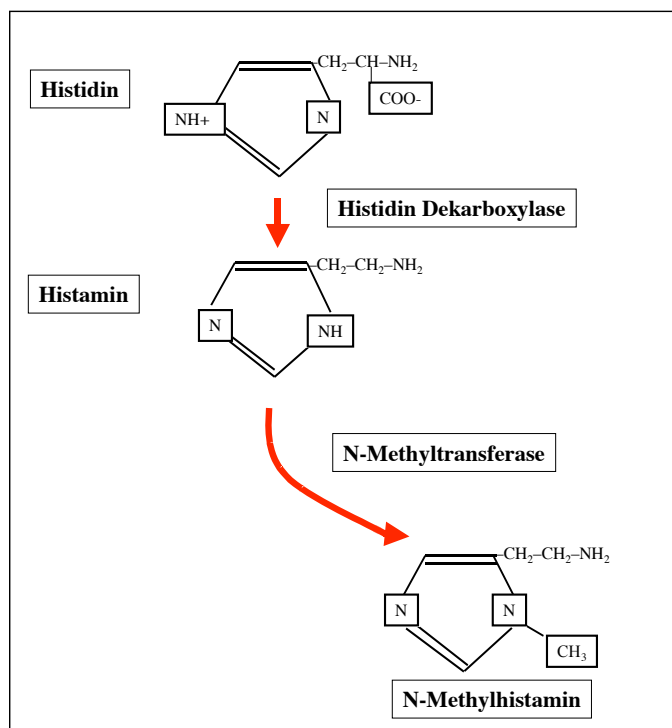 –CH₂–CH–NH₂
Histidin
COO-
NH+
N
Histidin Dekarboxylase
–CH₂–CH₂–NH₂
Histamin
N
NH
N-Methyltransferase
–CH₂–CH₂–NH₂
N
N
CH₃
N-Methylhistamin